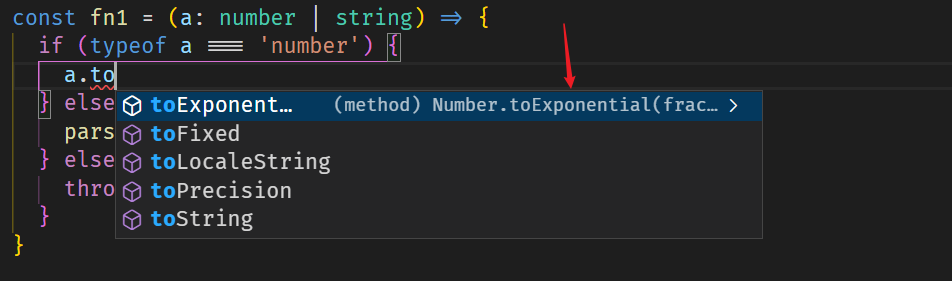 const fn1 = (a: number | string) => {
if (typeof a === 'number') {
a.to
} else
toExponent… (method) Number.toExponential(frac…
toFixed
pars
toLocaleString
} else
toPrecision
thro
toString
}
}